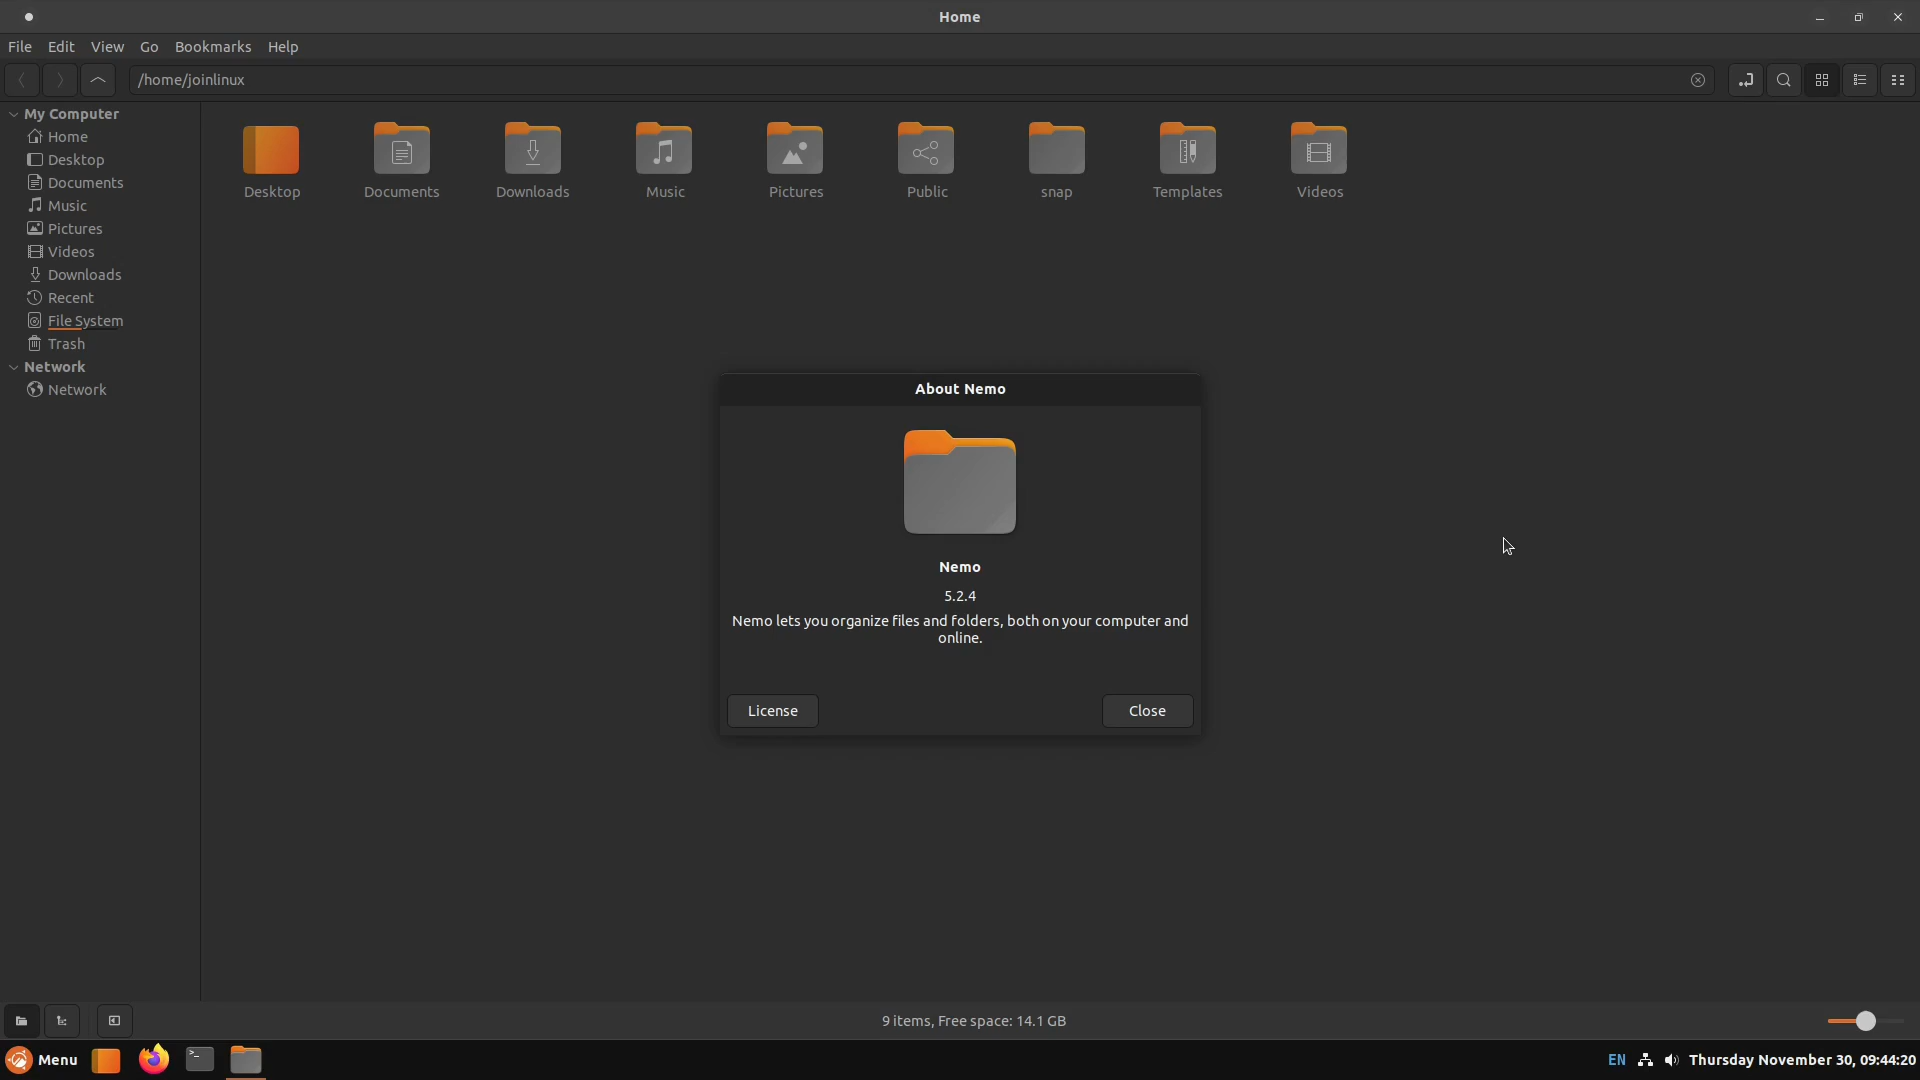 Home
File Edit View Go Bookmarks Help
/home/joinlinux
My Computer
Home
Desktop
Documents
Music
Pictures
Videos
Downloads
Recent
File System
Trash
Network
Network
Desktop Documents Downloads Music Pictures Public snap Templates Videos
About Nemo
Nemo
5.2.4
Nemo lets you organize files and folders, both on your computer and
online.
License Close
9 items, Free space: 14.1 GB
Menu EN Thursday November 30, 09:44:20